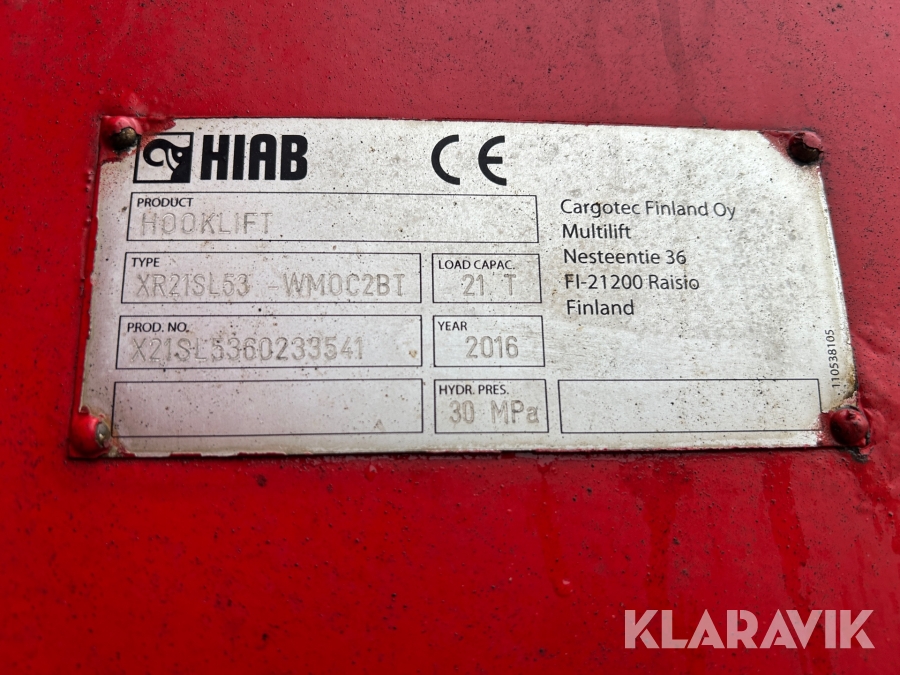 HIAB CE
PRODUCT
HOOKLIFT
TYPE
XR21SL53 -WM0C2BT
LOAD CAPAC.
21 T
PROD. NO.
X21SL5360233541
YEAR
2016
HYDR. PRES.
30 MPa
Cargotec Finland Oy
Multilift
Nesteentie 36
FI-21200 Raisio
Finland
110538105
KLARAVIK